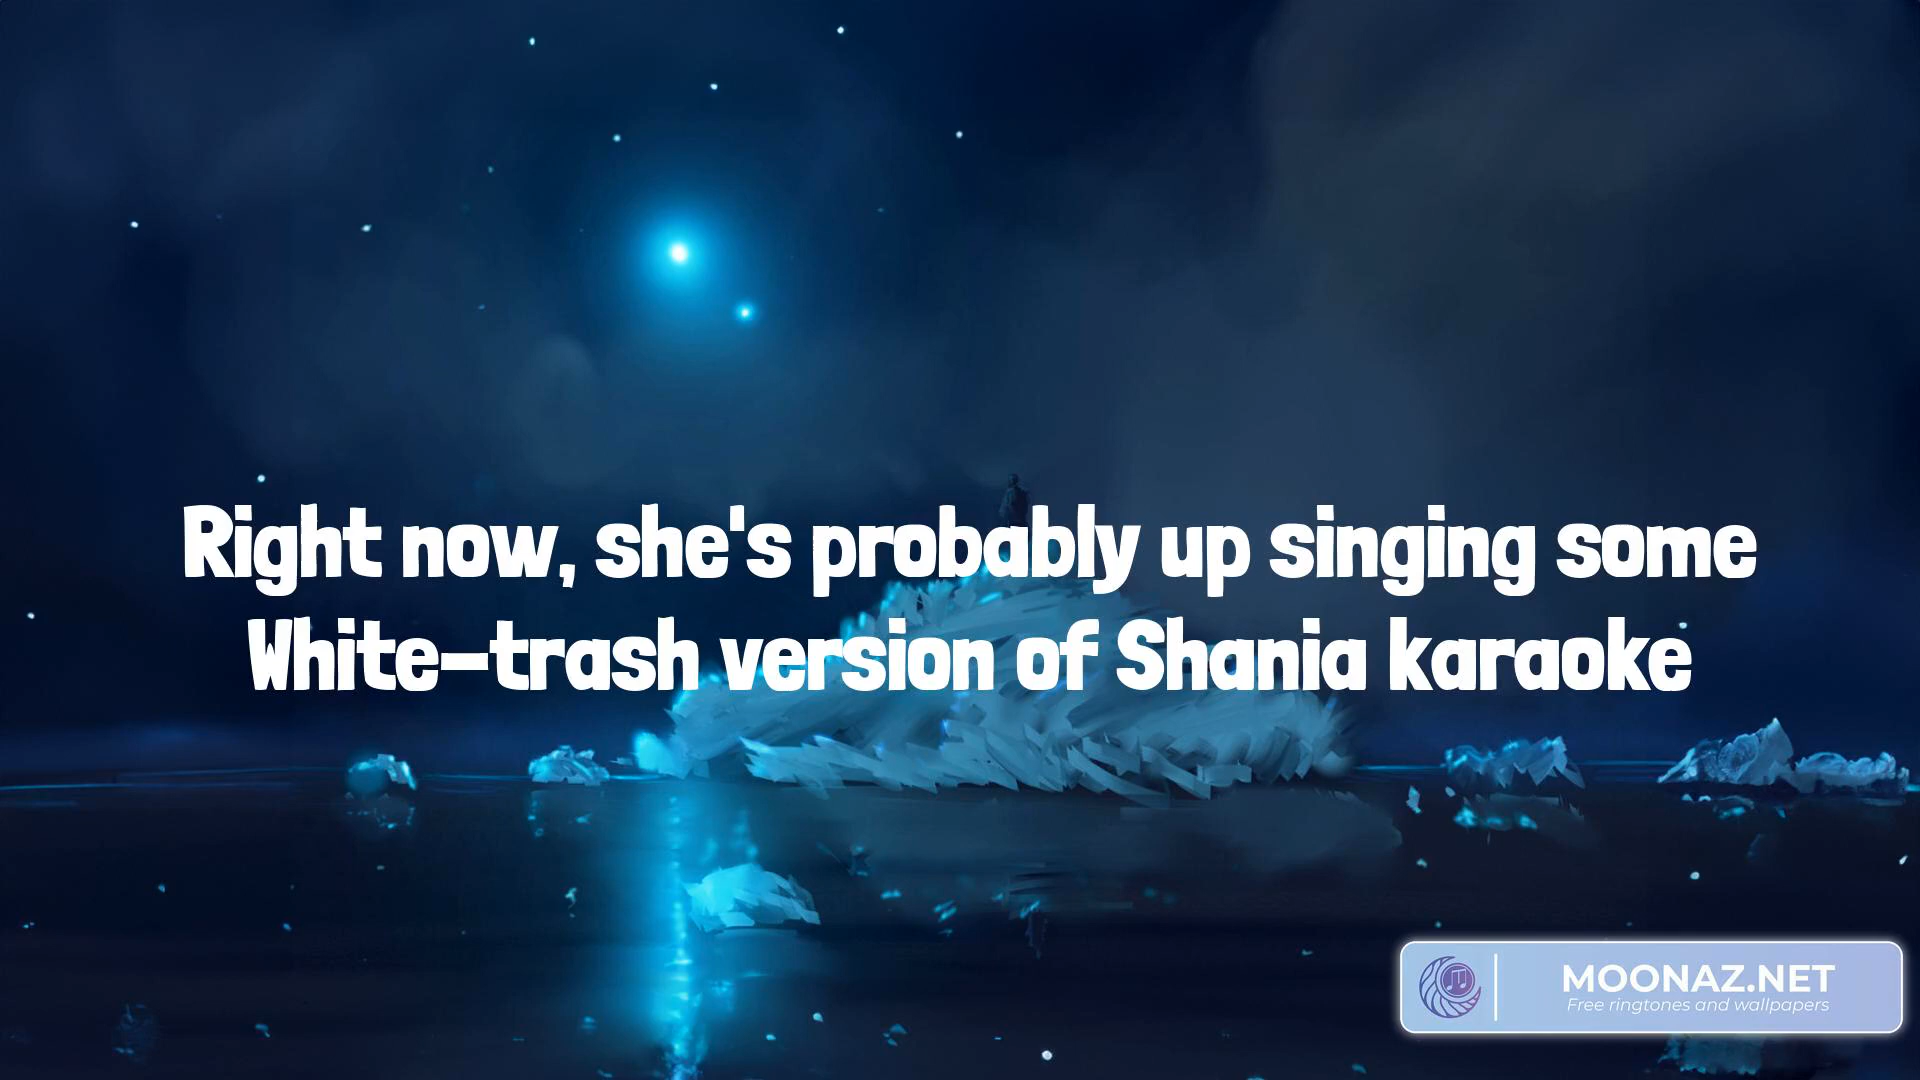 Right now, she's probably up singing some
White-trash version of Shania karaoke
MOONAZ.NET
Free ringtones and wallpapers